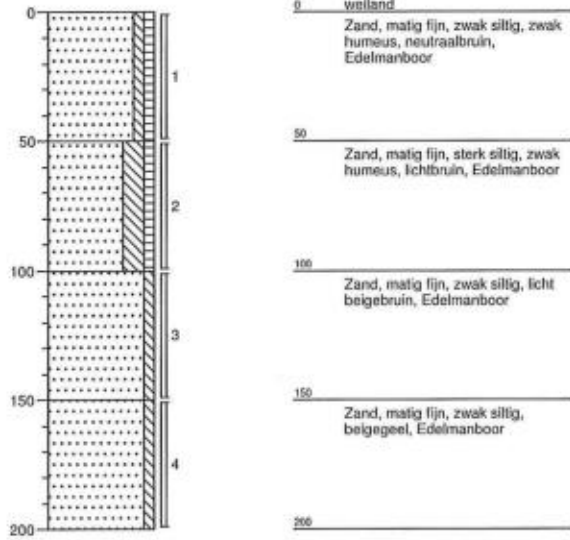 0
50
100
150
200
1
2
3
4
0 weiland
Zand, matig fijn, zwak siltig, zwak
humeus, neutraalbruin,
Edelmanboor
50
Zand, matig fijn, sterk siltig, zwak
humeus, lichtbruin, Edelmanboor
100
Zand, matig fijn, zwak siltig, licht
beigebruin, Edelmanboor
150
Zand, matig fijn, zwak siltig,
beigegeel, Edelmanboor
200